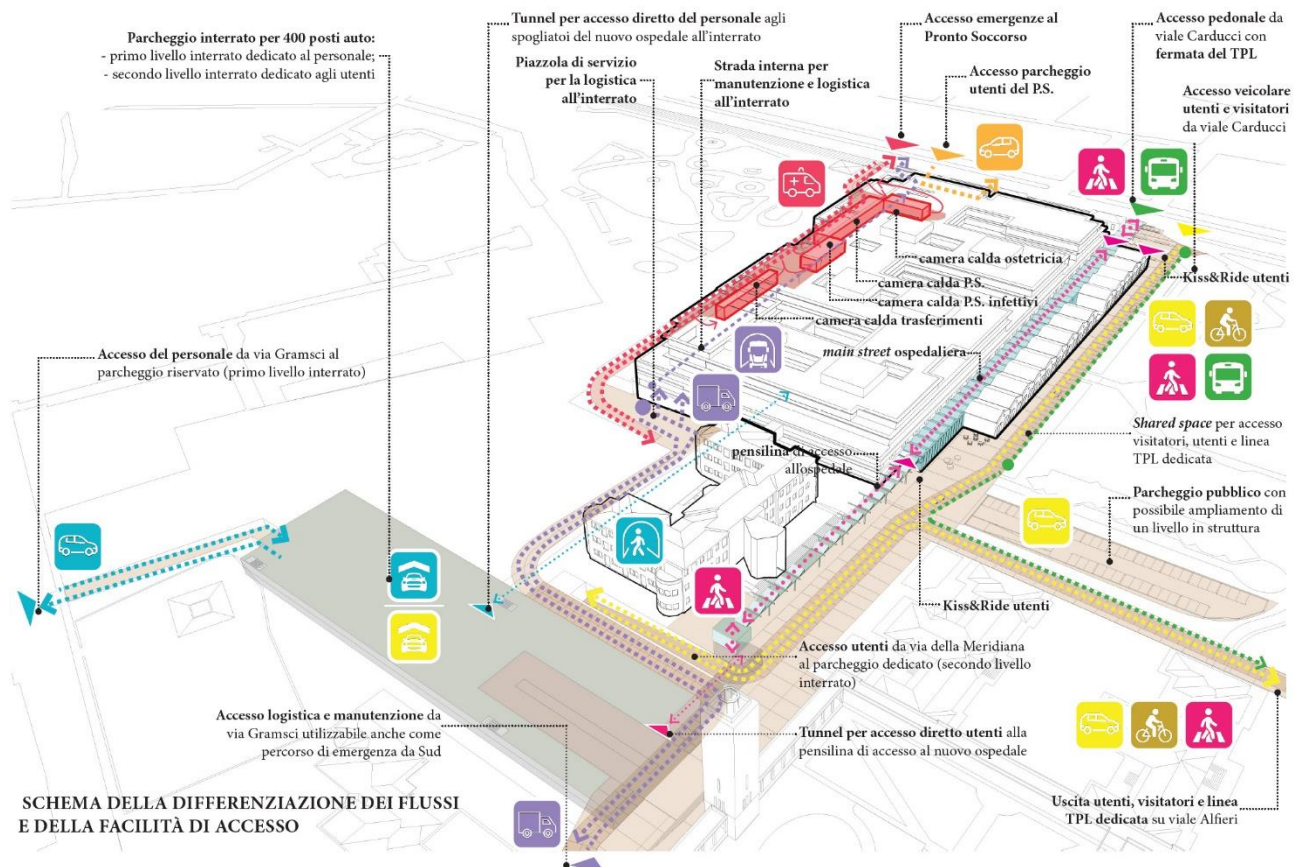 Parcheggio interrato per 400 posti auto:
- primo livello interrato dedicato al personale;
- secondo livello interrato dedicato agli utenti
Tunnel per accesso diretto del personale agli
spogliatoi del nuovo ospedale all'interrato
Piazzola di servizio
per la logistica
all'interrato
Strada interna per
manutenzione e logistica
all'interrato
Accesso emergenze al
Pronto Soccorso
Accesso parcheggio
utenti del P.S.
Accesso pedonale da
viale Carducci con
fermata del TPL
Accesso veicolare
utenti e visitatori
da viale Carducci
camera calda ostetricia
camera calda P.S.
camera calda P.S. infettivi
camera calda trasferimenti
Kiss&Ride utenti
main street ospedaliera
Accesso del personale da via Gramsci al
parcheggio riservato (primo livello interrato)
Shared space per accesso
visitatori, utenti e linea
TPL dedicata
pensilina di accesso
all'ospedale
Parcheggio pubblico con
possibile ampliamento di
un livello in struttura
Kiss&Ride utenti
Accesso utenti da via della Meridiana
al parcheggio dedicato (secondo livello
interrato)
Accesso logistica e manutenzione da
via Gramsci utilizzabile anche come
percorso di emergenza da Sud
Tunnel per accesso diretto utenti alla
pensilina di accesso al nuovo ospedale
Uscita utenti, visitatori e linea
TPL dedicata su viale Alfieri
SCHEMA DELLA DIFFERENZIAZIONE DEI FLUSSI
E DELLA FACILITÀ DI ACCESSO